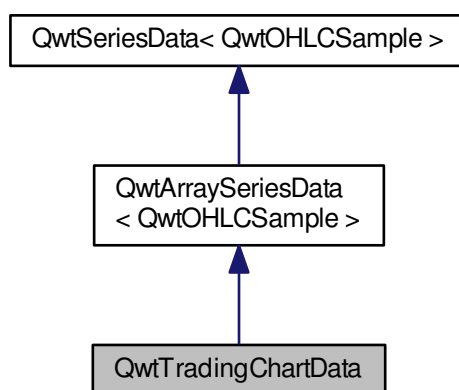 QwtSeriesData< QwtOHLCSample >
QwtArraySeriesData
< QwtOHLCSample >
QwtTradingChartData